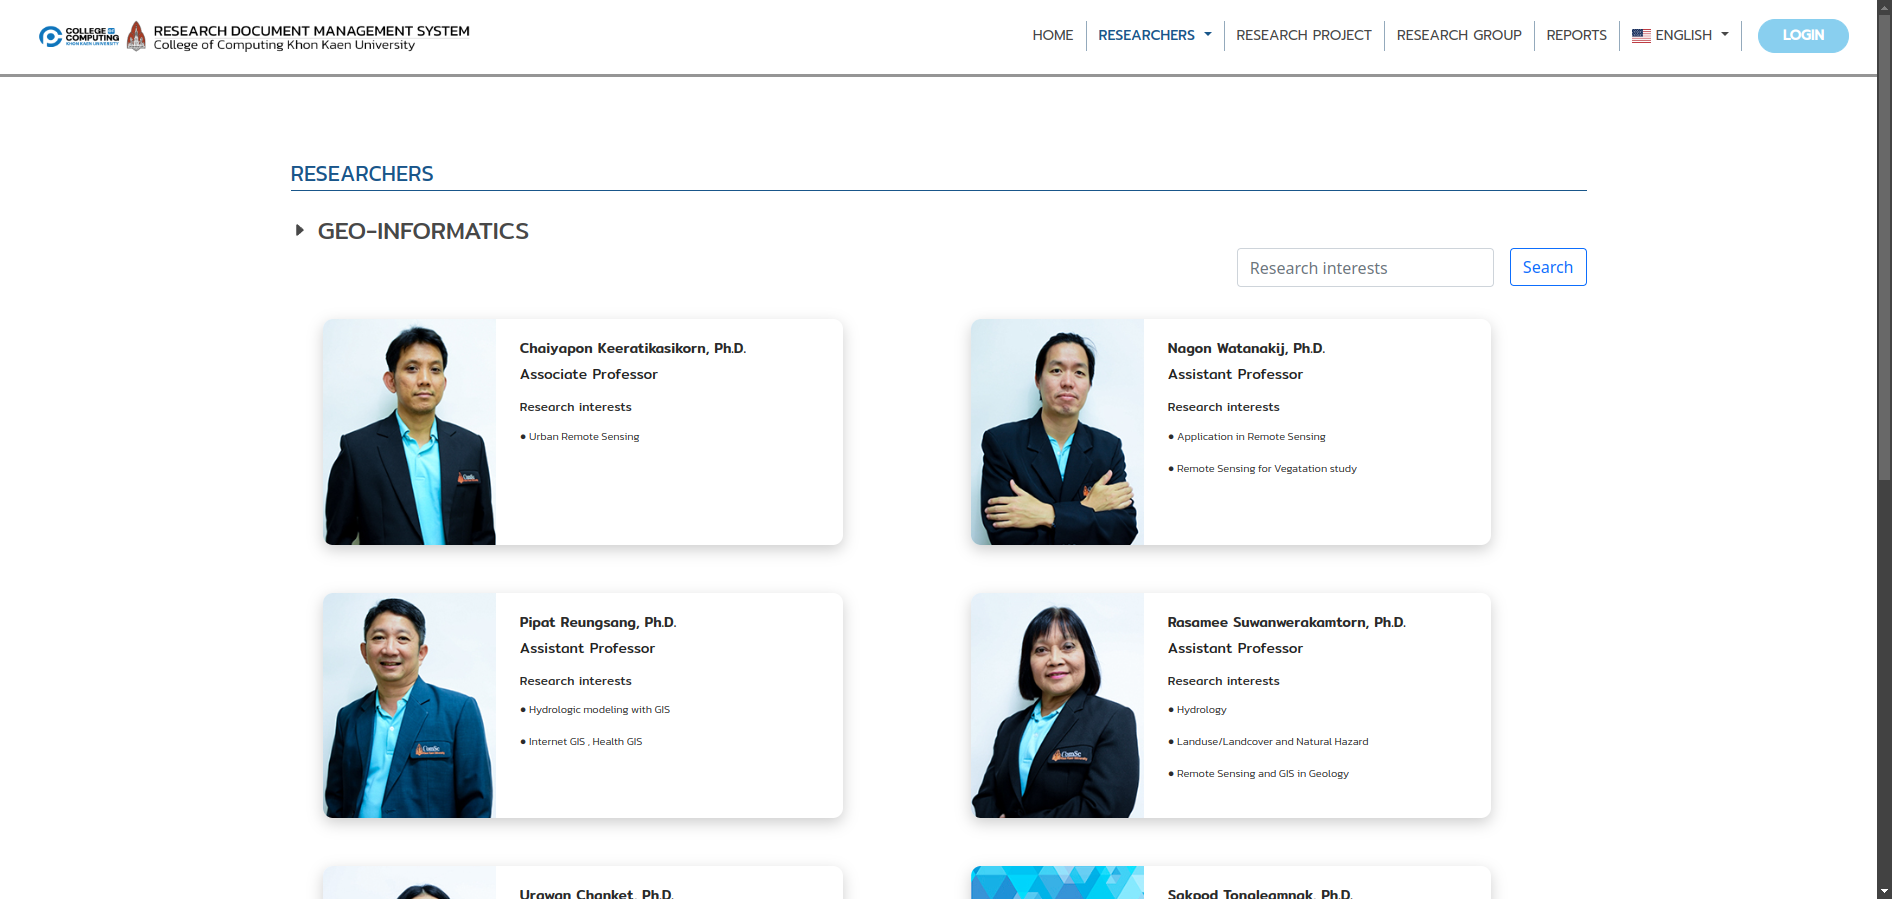 COLLEGE OF
COMPUTING
KHON KAEN UNIVERSITY
RESEARCH DOCUMENT MANAGEMENT SYSTEM
College of Computing Khon Kaen University
HOME
RESEARCHERS
RESEARCH PROJECT
RESEARCH GROUP
REPORTS
ENGLISH
LOGIN
RESEARCHERS
GEO-INFORMATICS
Research interests
Search
Chaiyapon Keeratikasikorn, Ph.D.
Associate Professor
Research interests
● Urban Remote Sensing
Nagon Watanakij, Ph.D.
Assistant Professor
Research interests
● Application in Remote Sensing
● Remote Sensing for Vegatation study
Pipat Reungsang, Ph.D.
Assistant Professor
Research interests
● Hydrologic modeling with GIS
● Internet GIS , Health GIS
Rasamee Suwanwerakamtorn, Ph.D.
Assistant Professor
Research interests
● Hydrology
● Landuse/Landcover and Natural Hazard
● Remote Sensing and GIS in Geology
Urawan Chanket, Ph.D.
Sakpod Tongleamnak, Ph.D.